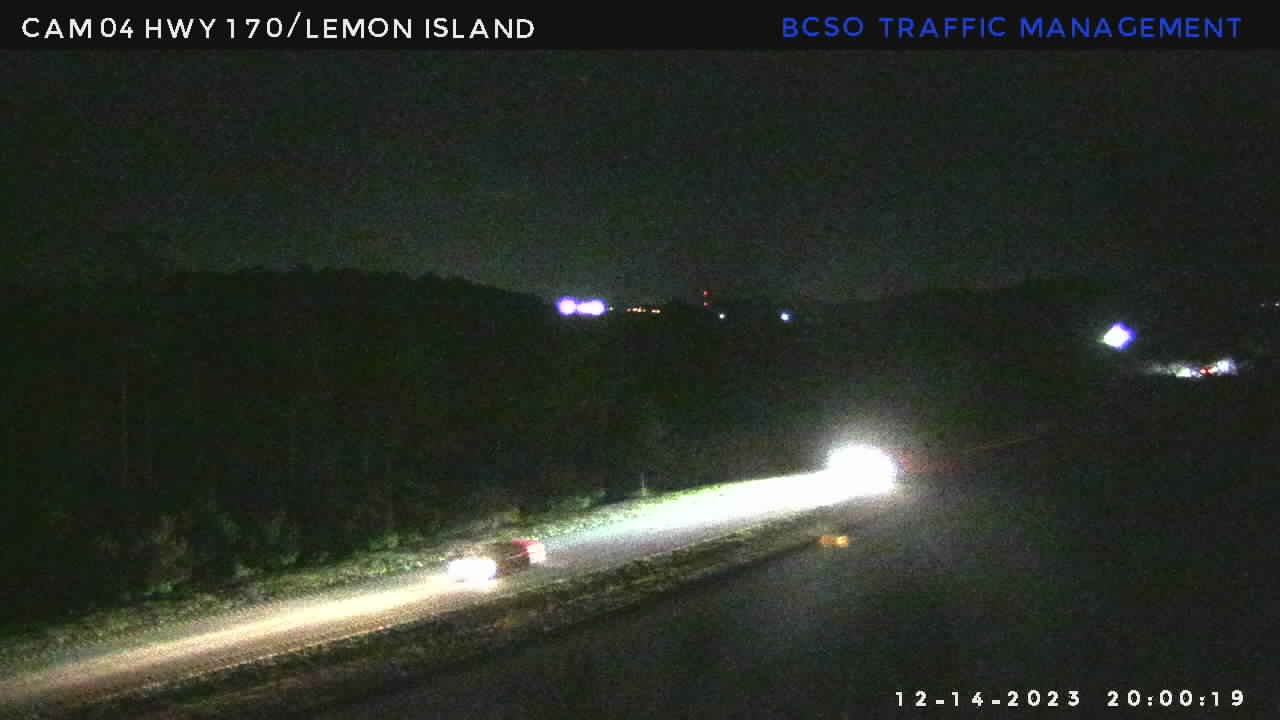 CAM04 HWY 170/LEMON ISLAND
BCSO TRAFFIC MANAGEMENT
12-14-2023 20:00:19